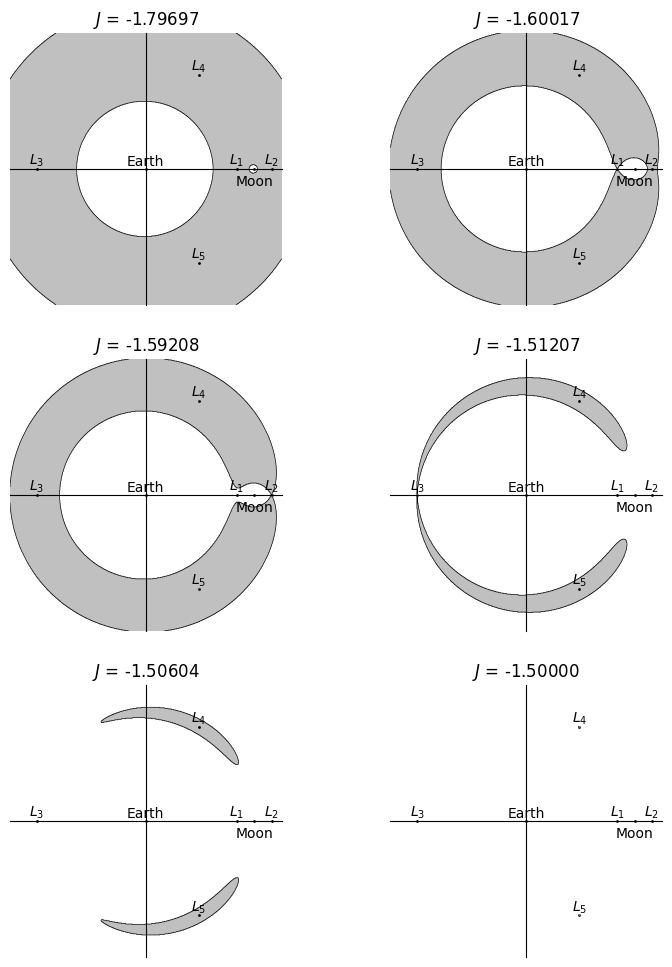 J = -1.79697
L4
L3 Earth L1 L2
Moon
L5
J = -1.60017
L4
L3 Earth L1 L2
Moon
L5
J = -1.59208
L4
L3 Earth L1 L2
Moon
L5
J = -1.51207
L4
L3 Earth L1 L2
Moon
L5
J = -1.50604
L4
L3 Earth L1 L2
Moon
L5
J = -1.50000
L4
L3 Earth L1 L2
Moon
L5